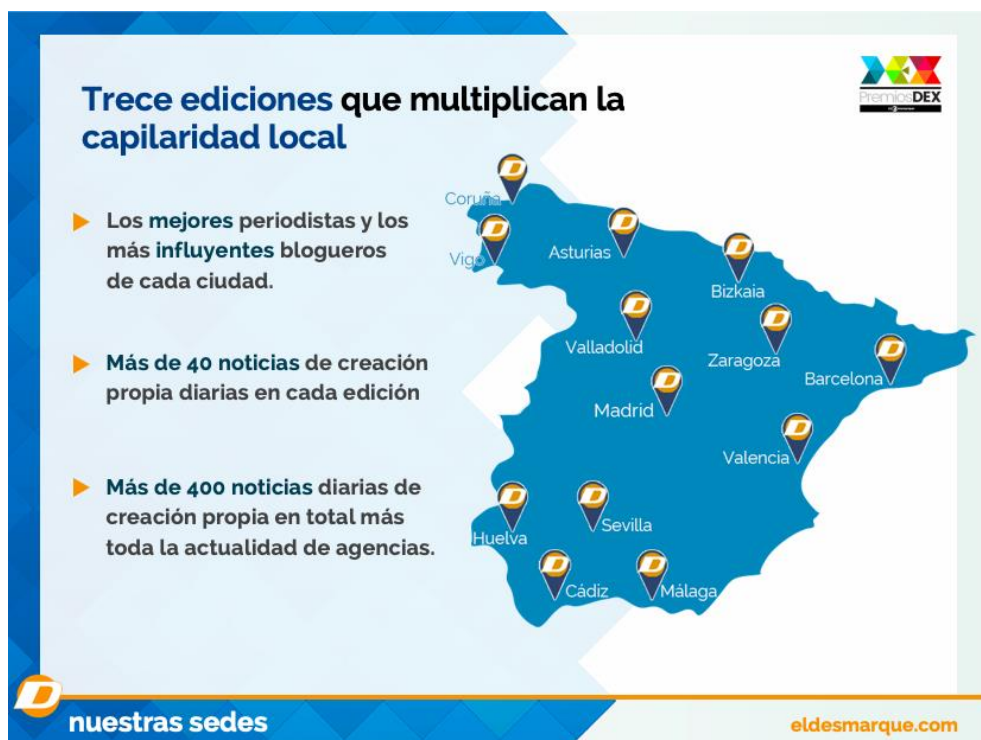 Trece ediciones que multiplican la
capilaridad local
PremiosDEX
Los mejores periodistas y los
más influyentes blogueros
de cada ciudad.
Más de 40 noticias de creación
propia diarias en cada edición
Más de 400 noticias diarias de
creación propia en total más
toda la actualidad de agencias.
Coruña
Vigo
Asturias
Bizkaia
Valladolid
Zaragoza
Barcelona
Madrid
Valencia
Huelva
Sevilla
Cádiz
Málaga
nuestras sedes
eldesmarque.com